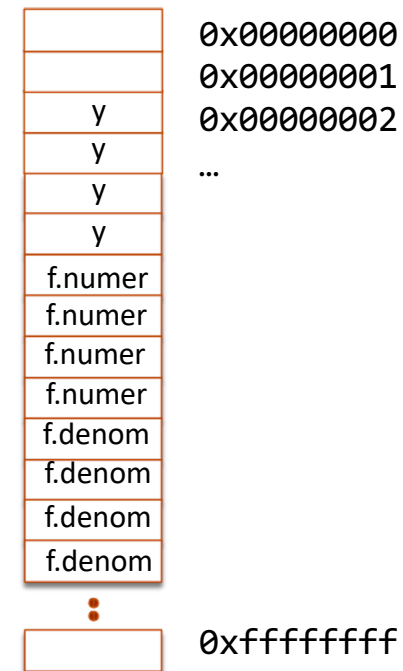 0x00000000
0x00000001
y 0x00000002
y …
y
y
f.numer
f.numer
f.numer
f.numer
f.denom
f.denom
f.denom
f.denom
0xffffffff